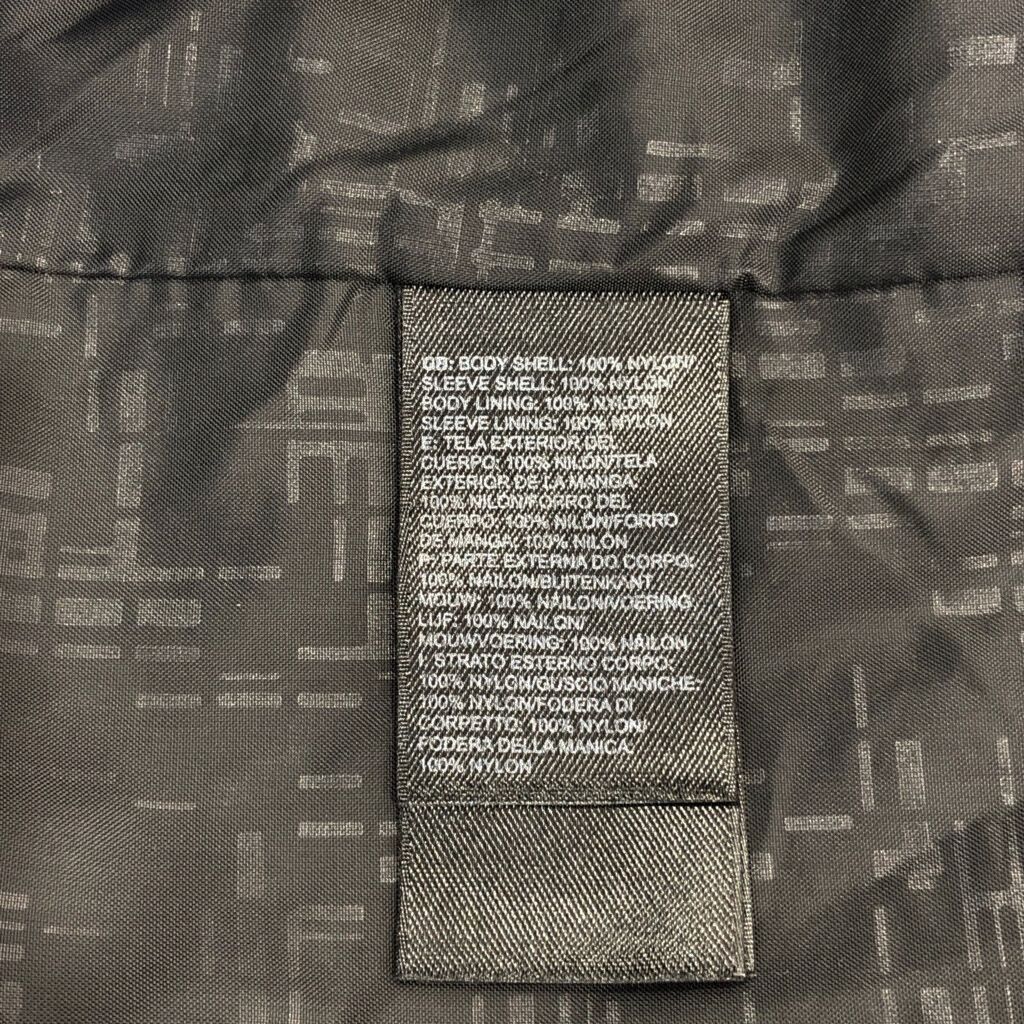 GB: BODY SHELL: 100% NYLON/
SLEEVE SHELL: 100% NYLON/
BODY LINING: 100% NYLON/
SLEEVE LINING: 100% NYLON
E: TELA EXTERIOR DEL
CUERPO: 100% NILON/TELA
EXTERIOR DE LA MANGA:
100% NILON/FORRO DEL
CUERPO: 100% NILON/FORRO
DE MANGA: 100% NILON
P: PARTE EXTERNA DO CORPO:
100% NAILON/BUITENKANT
MOUW: 100% NAILON/VOERING
LIJF: 100% NAILON/
MOUWVOERING: 100% NAILON
I: STRATO ESTERNO CORPO:
100% NYLON/GUSCIO MANICHE:
100% NYLON/FODERA DI
CORPETTO: 100% NYLON/
FODERA DELLA MANICA:
100% NYLON